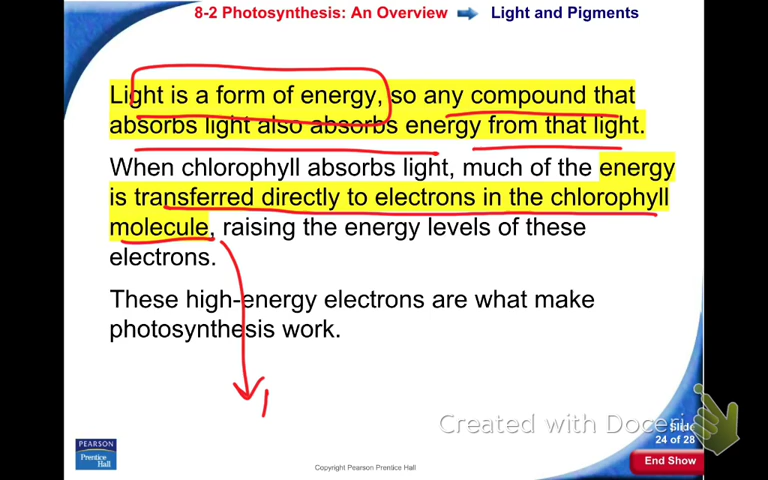 8-2 Photosynthesis: An Overview Light and Pigments
Light is a form of energy, so any compound that
absorbs light also absorbs energy from that light.
When chlorophyll absorbs light, much of the energy
is transferred directly to electrons in the chlorophyll
molecule, raising the energy levels of these
electrons.
These high-energy electrons are what make
photosynthesis work.
Created with Doceri
Slide
24 of 28
End Show
PEARSON
Prentice
Hall
Copyright Pearson Prentice Hall